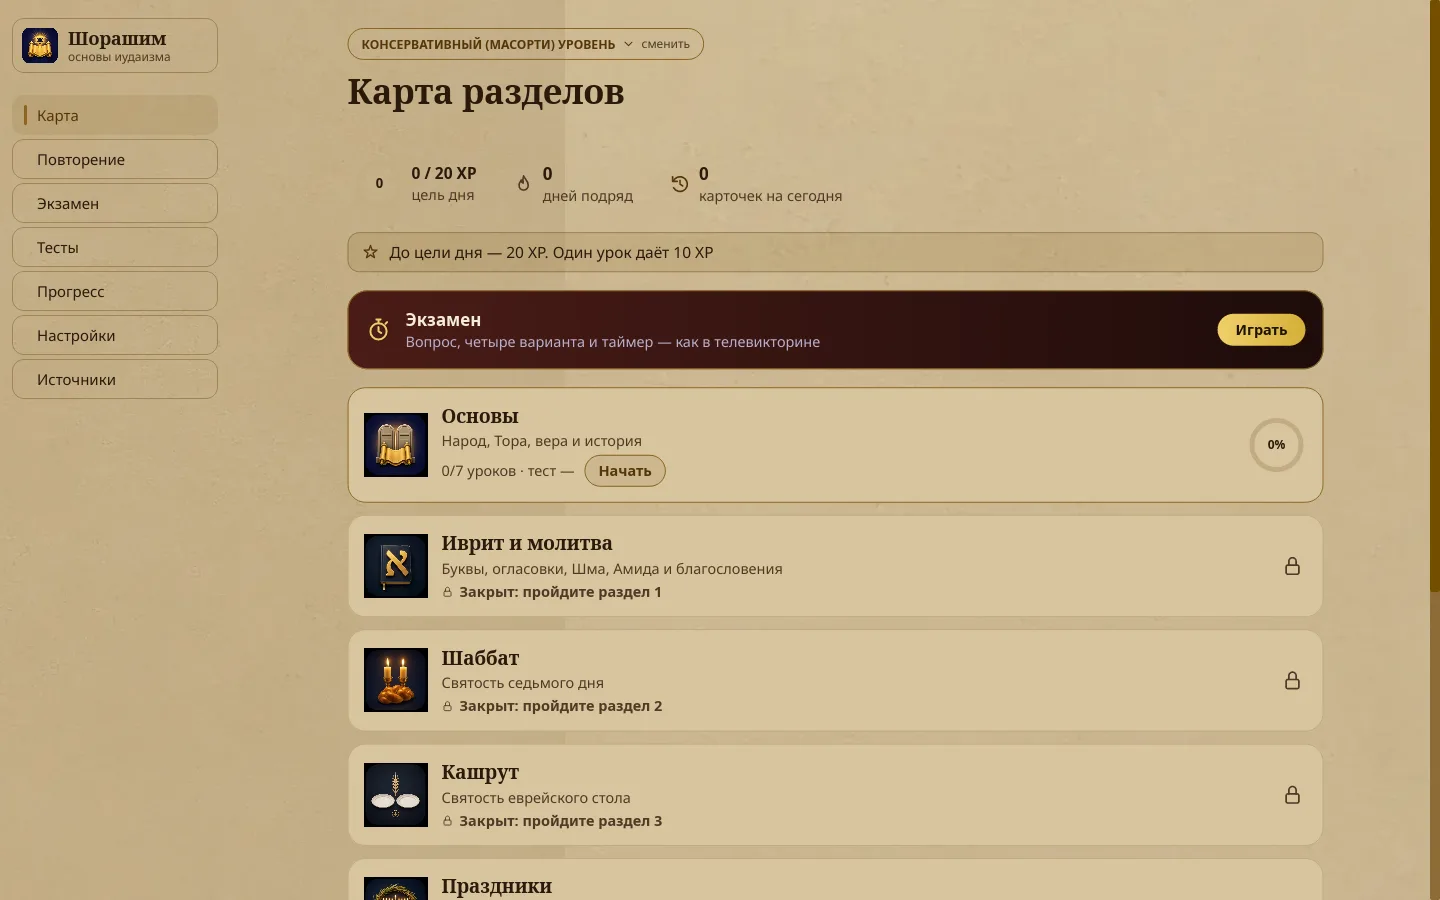 Шорашим
основы иудаизма
Карта
Повторение
Экзамен
Тесты
Прогресс
Настройки
Источники
КОНСЕРВАТИВНЫЙ (МАСОРТИ) УРОВЕНЬ сменить
Карта разделов
0
0 / 20 XP
цель дня
0
дней подряд
0
карточек на сегодня
До цели дня — 20 XP. Один урок даёт 10 XP
Экзамен
Вопрос, четыре варианта и таймер — как в телевикторине
Играть
Основы
Народ, Тора, вера и история
0/7 уроков · тест — Начать
0%
Иврит и молитва
Буквы, огласовки, Шма, Амида и благословения
Закрыт: пройдите раздел 1
א
Шаббат
Святость седьмого дня
Закрыт: пройдите раздел 2
Кашрут
Святость еврейского стола
Закрыт: пройдите раздел 3
Праздники